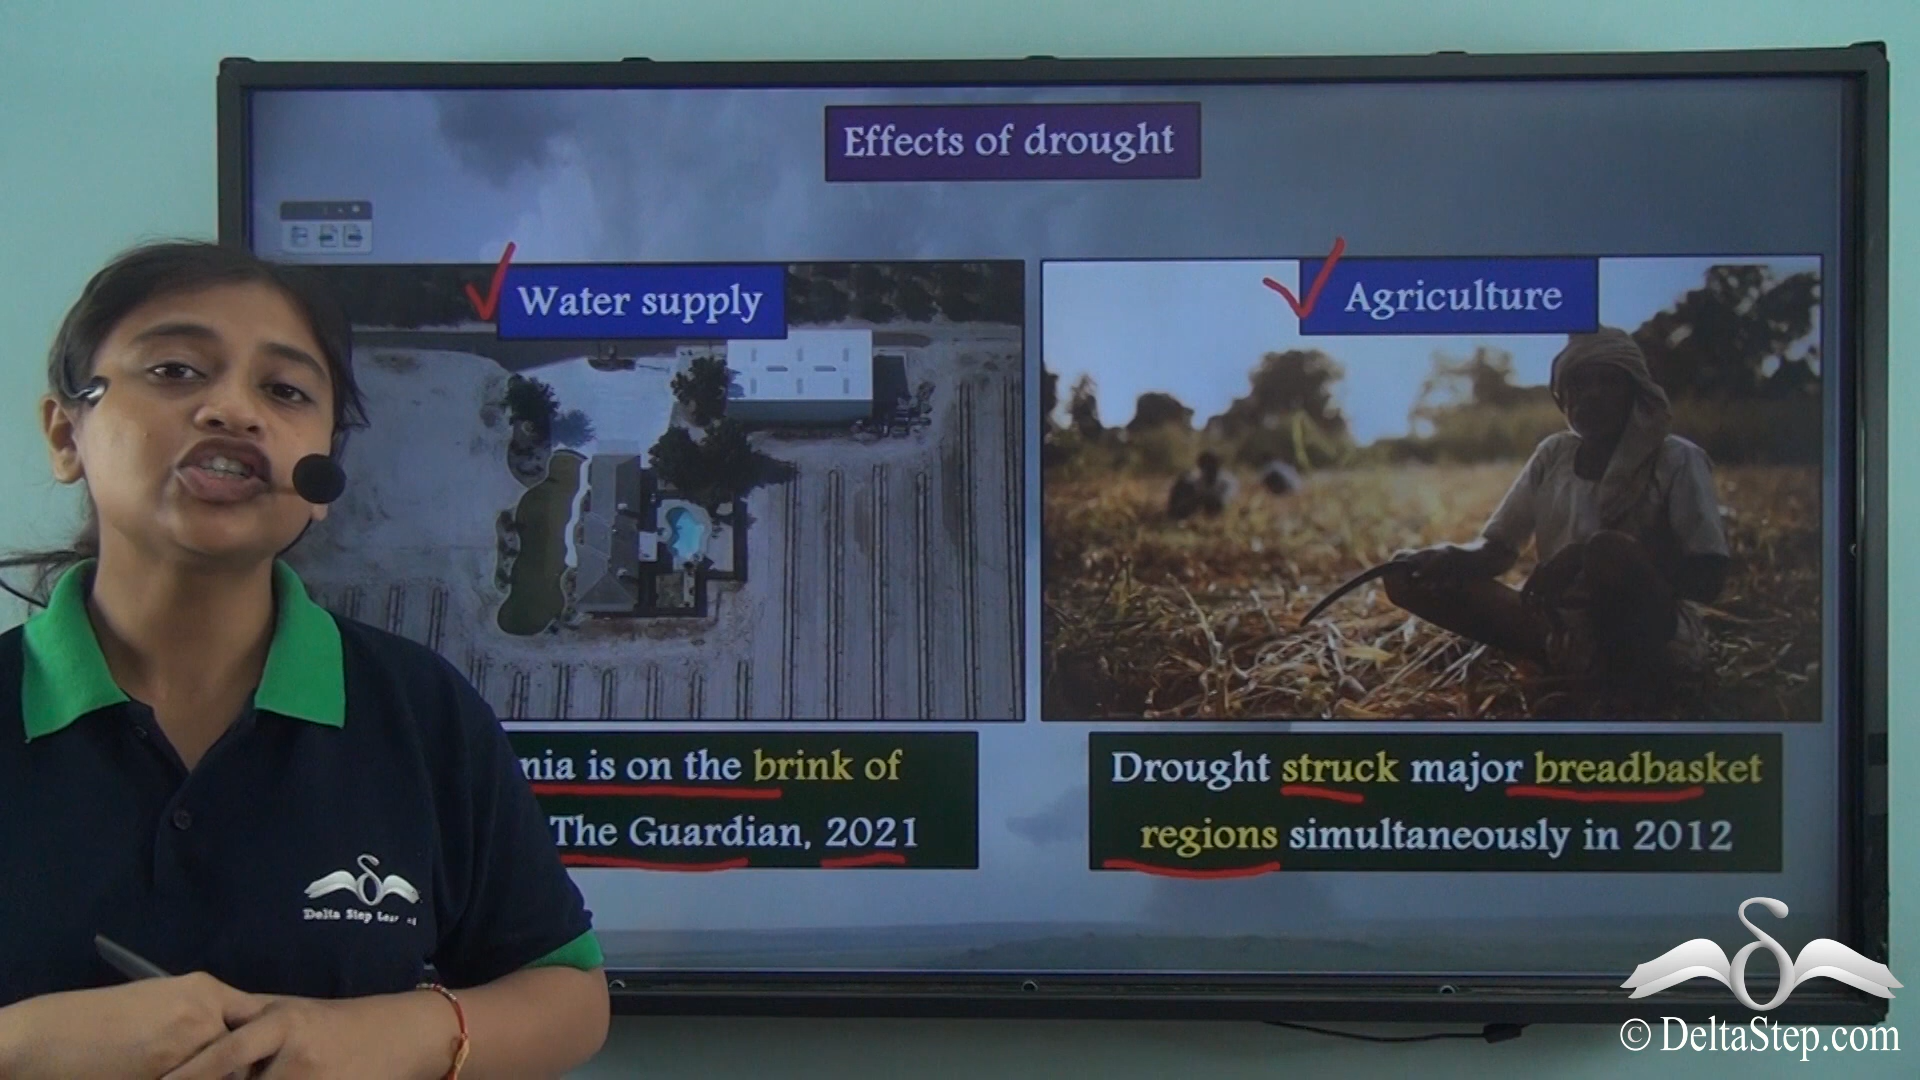 Effects of drought
Water supply
Agriculture
nia is on the brink of
The Guardian, 2021
Drought struck major breadbasket
regions simultaneously in 2012
Delta Step
© DeltaStep.com